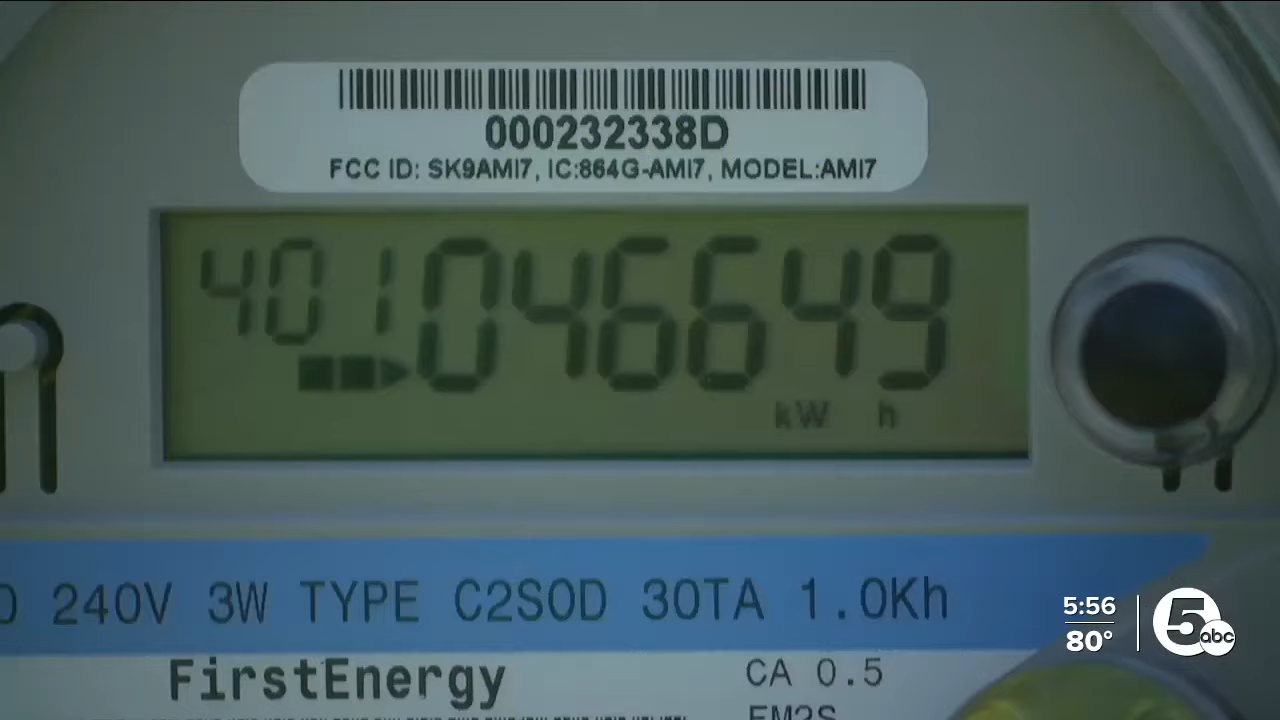 000232338D
FCC ID: SK9AMI7, IC:864G-AMI7, MODEL:AMI7
401 046649
kW h
240V 3W TYPE C2SOD 30TA 1.0Kh
FirstEnergy CA 0.5
5:56
80°
5 abc